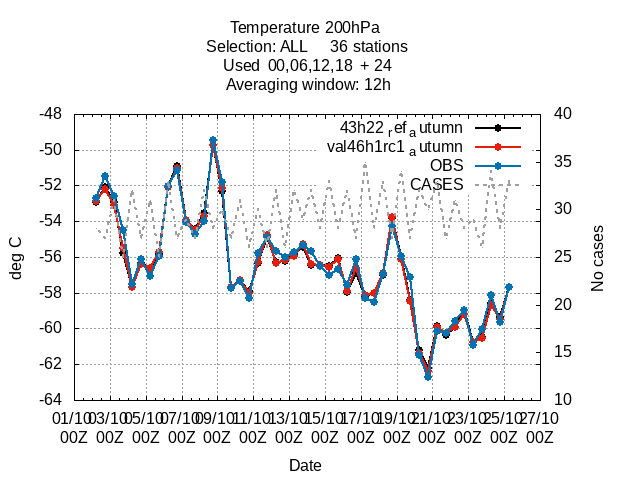 Temperature 200hPa
Selection: ALL 36 stations
Used 00,06,12,18 + 24
Averaging window: 12h
43h22 refa utumn
val46h1rc1 a utumn
OBS
CASES
deg C
-48
-50
-52
-54
-56
-58
-60
-62
-64
No cases
40
35
30
25
20
15
10
01/10 03/10 05/10 07/10 09/10 11/10 13/10 15/10 17/10 19/10 21/10 23/10 25/10 27/10
00Z 00Z 00Z 00Z 00Z 00Z 00Z 00Z 00Z 00Z 00Z 00Z 00Z 00Z
Date